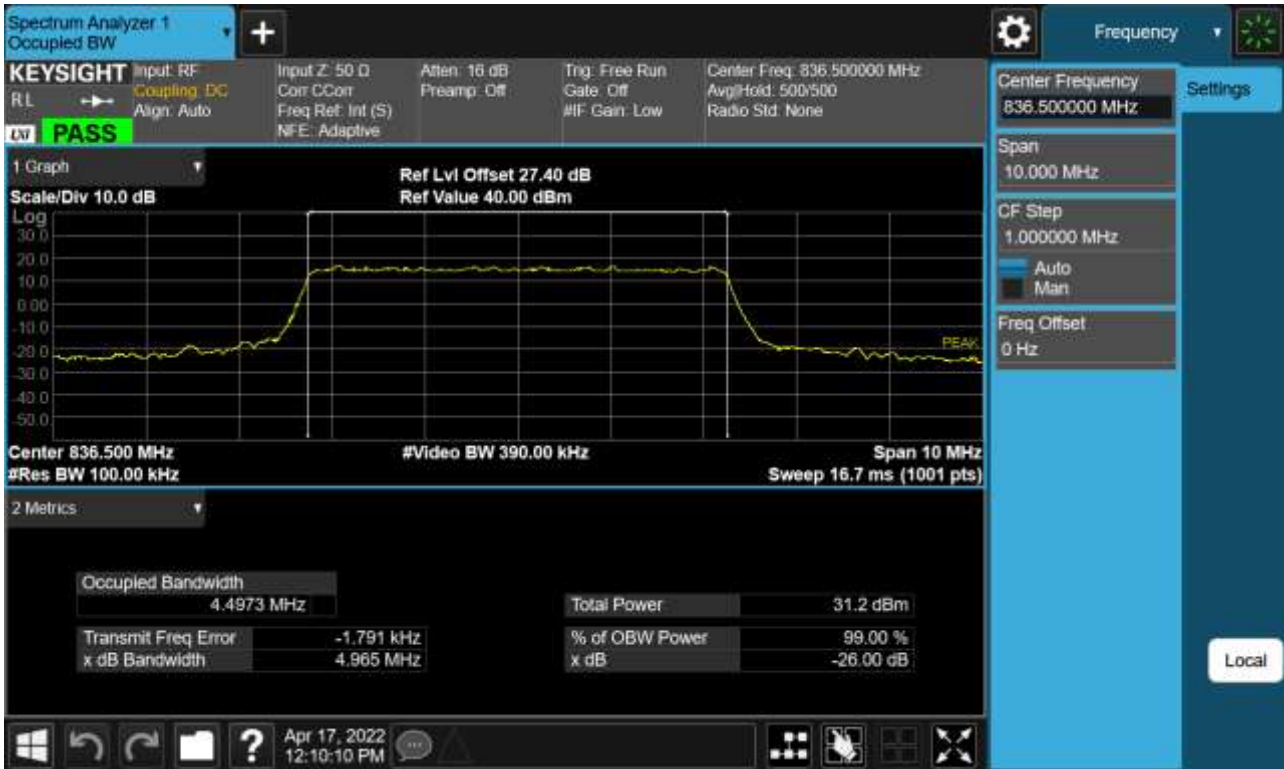 Spectrum Analyzer 1
Occupied BW
+
Frequency
KEYSIGHT
RL
LXI
PASS
Input: RF
Coupling: DC
Align: Auto
Input Z: 50 Ω
Corr CCorr
Freq Ref: Int (S)
NFE: Adaptive
Atten: 16 dB
Preamp: Off
Trig: Free Run
Gate: Off
#IF Gain: Low
Center Freq: 836.500000 MHz
Avg|Hold: 500/500
Radio Std: None
1 Graph
Scale/Div 10.0 dB
Ref Lvl Offset 27.40 dB
Ref Value 40.00 dBm
Log
30.0
20.0
10.0
0.00
-10.0
-20.0
-30.0
-40.0
-50.0
PEAK
Center 836.500 MHz
#Video BW 390.00 kHz
Span 10 MHz
#Res BW 100.00 kHz
Sweep 16.7 ms (1001 pts)
2 Metrics
Occupied Bandwidth
4.4973 MHz
Total Power 31.2 dBm
Transmit Freq Error -1.791 kHz
% of OBW Power 99.00 %
x dB Bandwidth 4.965 MHz
x dB -26.00 dB
Center Frequency
836.500000 MHz
Settings
Span
10.000 MHz
CF Step
1.000000 MHz
Auto
Man
Freq Offset
0 Hz
Local
?
Apr 17, 2022
12:10:10 PM